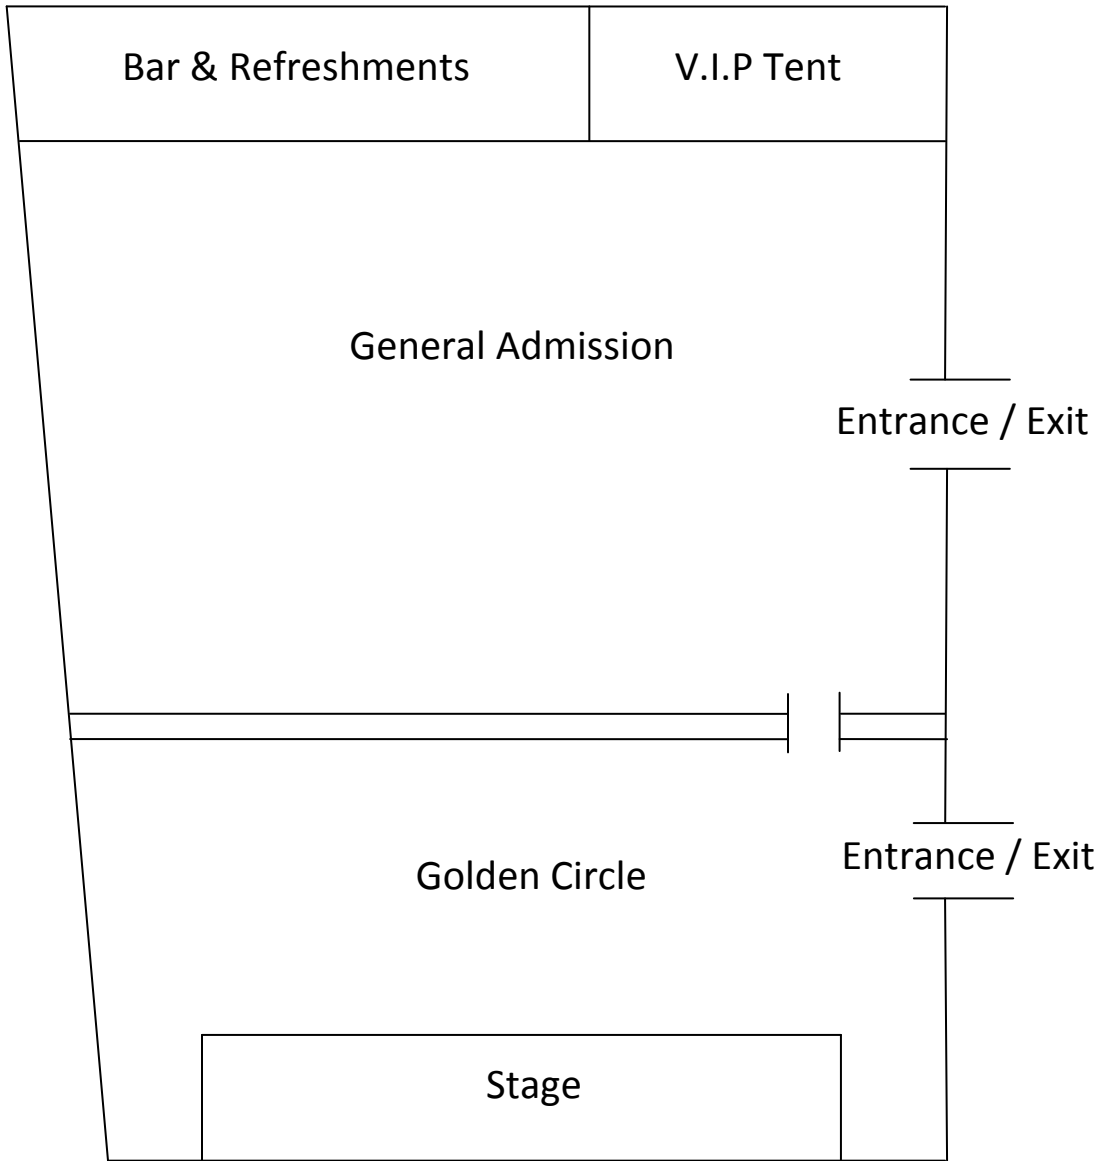 Bar & Refreshments
V.I.P Tent
General Admission
Entrance / Exit
Entrance / Exit
Golden Circle
Stage